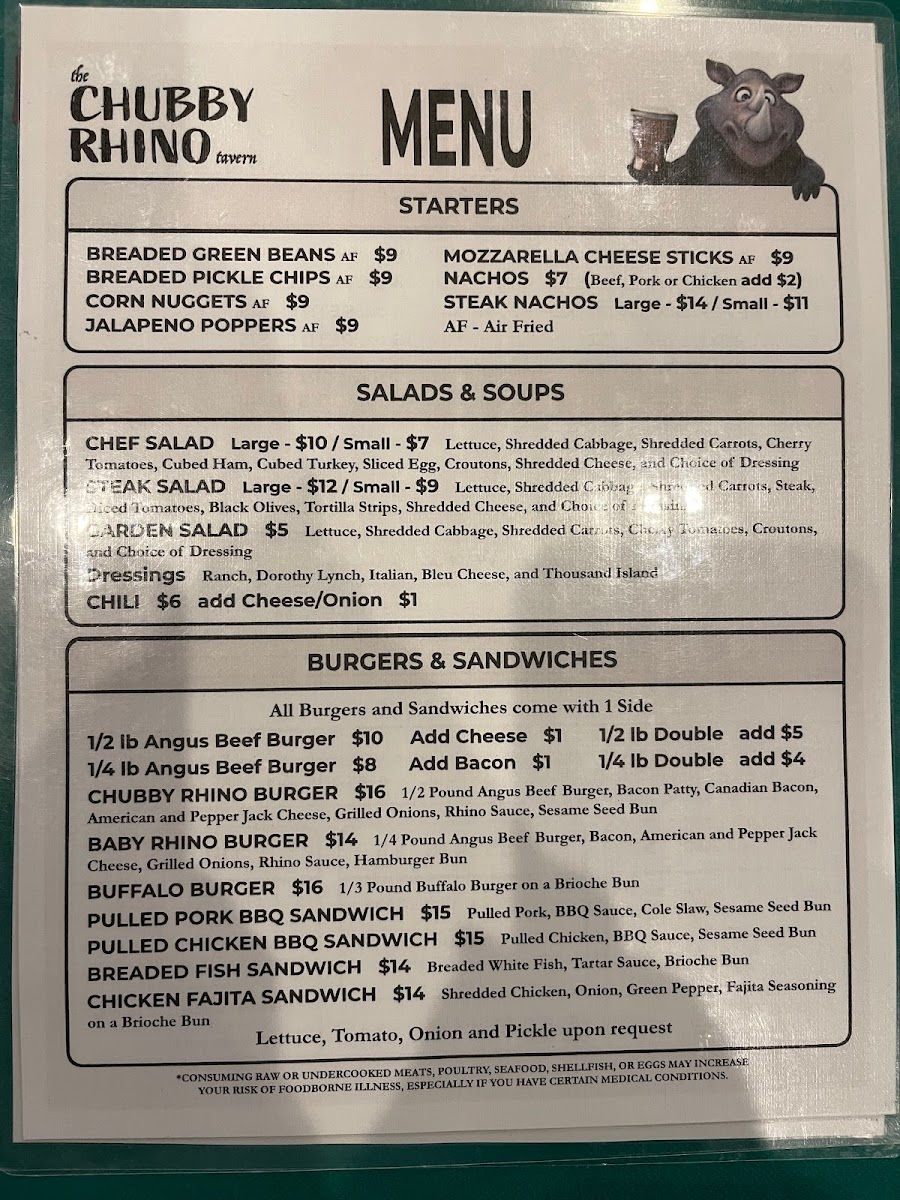 the
CHUBBY
RHINO tavern
MENU
STARTERS
BREADED GREEN BEANS AF $9
BREADED PICKLE CHIPS AF $9
CORN NUGGETS AF $9
JALAPENO POPPERS AF $9
MOZZARELLA CHEESE STICKS AF $9
NACHOS $7 (Beef, Pork or Chicken add $2)
STEAK NACHOS Large - $14 / Small - $11
AF - Air Fried
SALADS & SOUPS
CHEF SALAD Large - $10 / Small - $7 Lettuce, Shredded Cabbage, Shredded Carrots, Cherry
Tomatoes, Cubed Ham, Cubed Turkey, Sliced Egg, Croutons, Shredded Cheese, and Choice of Dressing
STEAK SALAD Large - $12 / Small - $9 Lettuce, Shredded Cabbage, Shredded Carrots, Steak,
Diced Tomatoes, Black Olives, Tortilla Strips, Shredded Cheese, and Choice of
GARDEN SALAD $5 Lettuce, Shredded Cabbage, Shredded Carrots, Cherry Tomatoes, Croutons,
and Choice of Dressing
Dressings Ranch, Dorothy Lynch, Italian, Bleu Cheese, and Thousand Island
CHILI $6 add Cheese/Onion $1
BURGERS & SANDWICHES
All Burgers and Sandwiches come with 1 Side
1/2 lb Angus Beef Burger $10 Add Cheese $1 1/2 lb Double add $5
1/4 lb Angus Beef Burger $8 Add Bacon $1 1/4 lb Double add $4
CHUBBY RHINO BURGER $16 1/2 Pound Angus Beef Burger, Bacon Patty, Canadian Bacon,
American and Pepper Jack Cheese, Grilled Onions, Rhino Sauce, Sesame Seed Bun
BABY RHINO BURGER $14 1/4 Pound Angus Beef Burger, Bacon, American and Pepper Jack
Cheese, Grilled Onions, Rhino Sauce, Hamburger Bun
BUFFALO BURGER $16 1/3 Pound Buffalo Burger on a Brioche Bun
PULLED PORK BBQ SANDWICH $15 Pulled Pork, BBQ Sauce, Cole Slaw, Sesame Seed Bun
PULLED CHICKEN BBQ SANDWICH $15 Pulled Chicken, BBQ Sauce, Sesame Seed Bun
BREADED FISH SANDWICH $14 Breaded White Fish, Tartar Sauce, Brioche Bun
CHICKEN FAJITA SANDWICH $14 Shredded Chicken, Onion, Green Pepper, Fajita Seasoning
on a Brioche Bun
Lettuce, Tomato, Onion and Pickle upon request
*CONSUMING RAW OR UNDERCOOKED MEATS, POULTRY, SEAFOOD, SHELLFISH, OR EGGS MAY INCREASE
YOUR RISK OF FOODBORNE ILLNESS, ESPECIALLY IF YOU HAVE CERTAIN MEDICAL CONDITIONS.